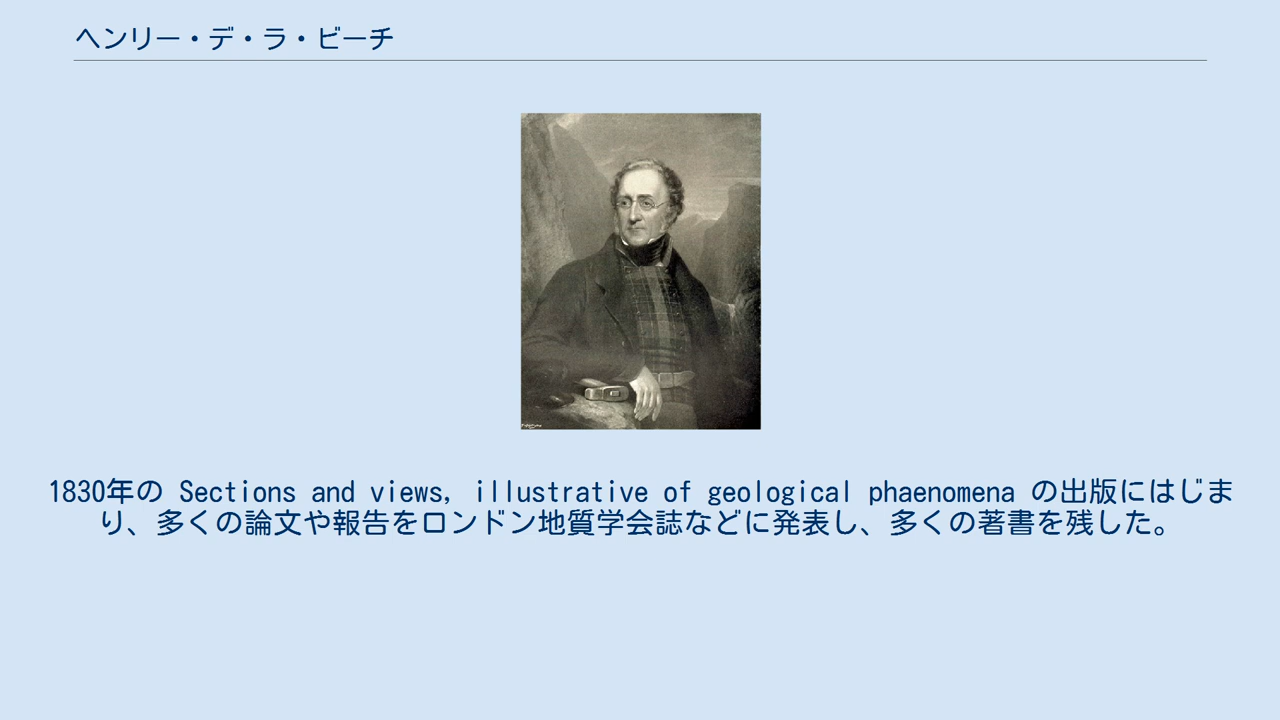 ヘンリー・デ・ラ・ビーチ
1830年の Sections and views, illustrative of geological phaenomena の出版にはじま
り、多くの論文や報告をロンドン地質学会誌などに発表し、多くの著書を残した。